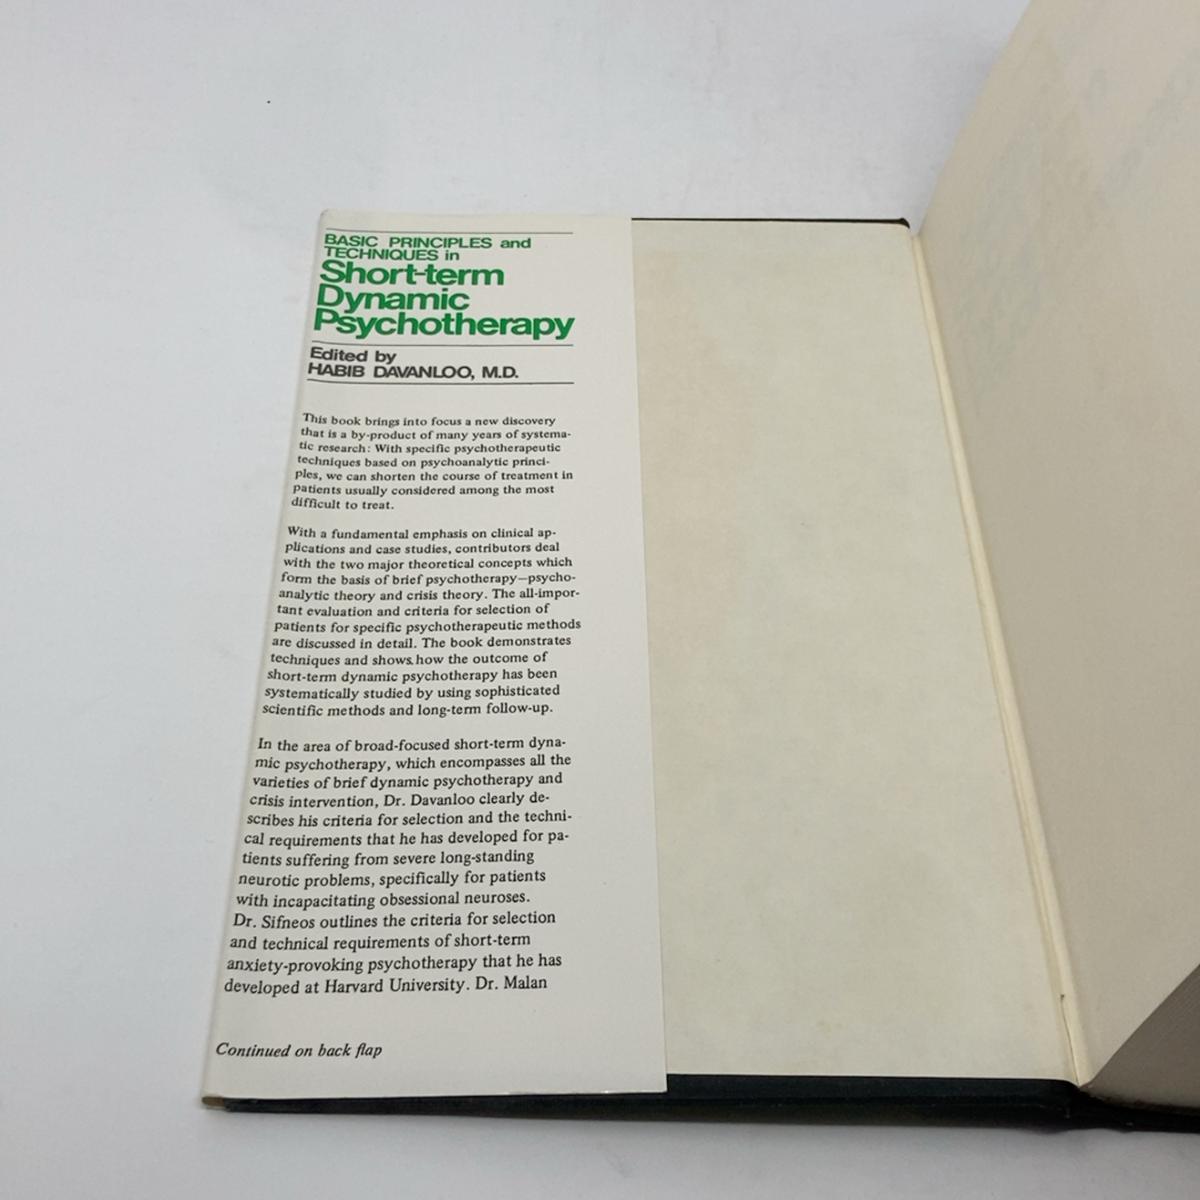 BASIC PRINCIPLES and
TECHNIQUES in
Short-term
Dynamic
Psychotherapy
Edited by
HABIB DAVANLOO, M.D.
This book brings into focus a new discovery
that is a by-product of many years of systema-
tic research: With specific psychotherapeutic
techniques based on psychoanalytic princi-
ples, we can shorten the course of treatment in
patients usually considered among the most
difficult to treat.
With a fundamental emphasis on clinical ap-
plications and case studies, contributors deal
with the two major theoretical concepts which
form the basis of brief psychotherapy—psycho-
analytic theory and crisis theory. The all-impor-
tant evaluation and criteria for selection of
patients for specific psychotherapeutic methods
are discussed in detail. The book demonstrates
techniques and shows how the outcome of
short-term dynamic psychotherapy has been
systematically studied by using sophisticated
scientific methods and long-term follow-up.
In the area of broad-focused short-term dyna-
mic psychotherapy, which encompasses all the
varieties of brief dynamic psychotherapy and
crisis intervention, Dr. Davanloo clearly de-
scribes his criteria for selection and the techni-
cal requirements that he has developed for pa-
tients suffering from severe long-standing
neurotic problems, specifically for patients
with incapacitating obsessional neuroses.
Dr. Sifneos outlines the criteria for selection
and technical requirements of short-term
anxiety-provoking psychotherapy that he has
developed at Harvard University. Dr. Malan
Continued on back flap